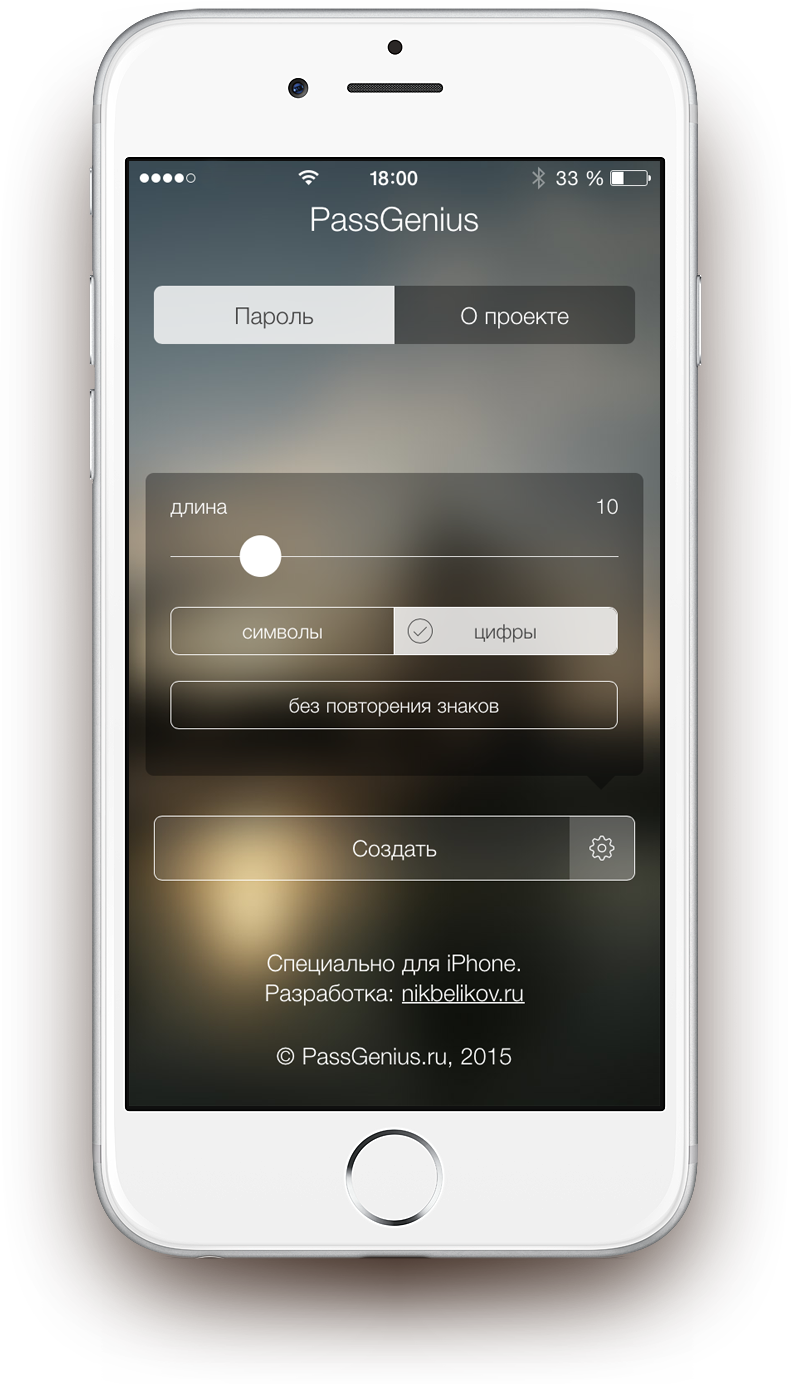 18:00 33 %
PassGenius
Пароль О проекте
длина 10
символы цифры
без повторения знаков
Создать
Специально для iPhone.
Разработка: nikbelikov.ru
© PassGenius.ru, 2015